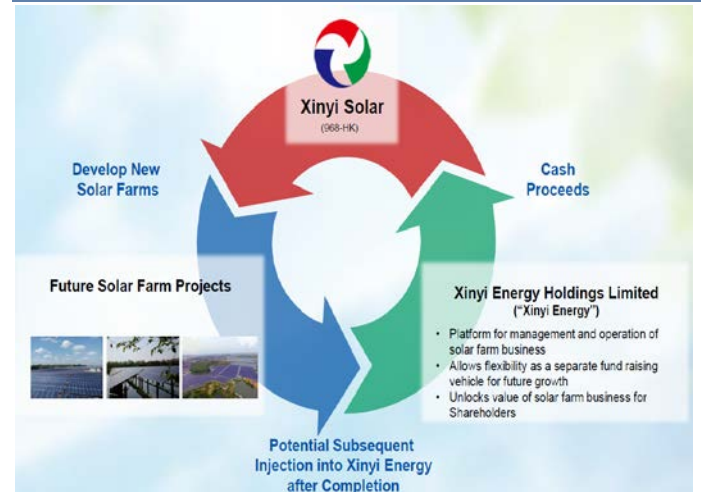 Xinyi Solar
(968-HK)
Develop New
Solar Farms
Cash
Proceeds
Future Solar Farm Projects
Xinyi Energy Holdings Limited
("Xinyi Energy")
• Platform for management and operation of
solar farm business
• Allows flexibility as a separate fund raising
vehicle for future growth
• Unlocks value of solar farm business for
Shareholders
Potential Subsequent
Injection into Xinyi Energy
after Completion